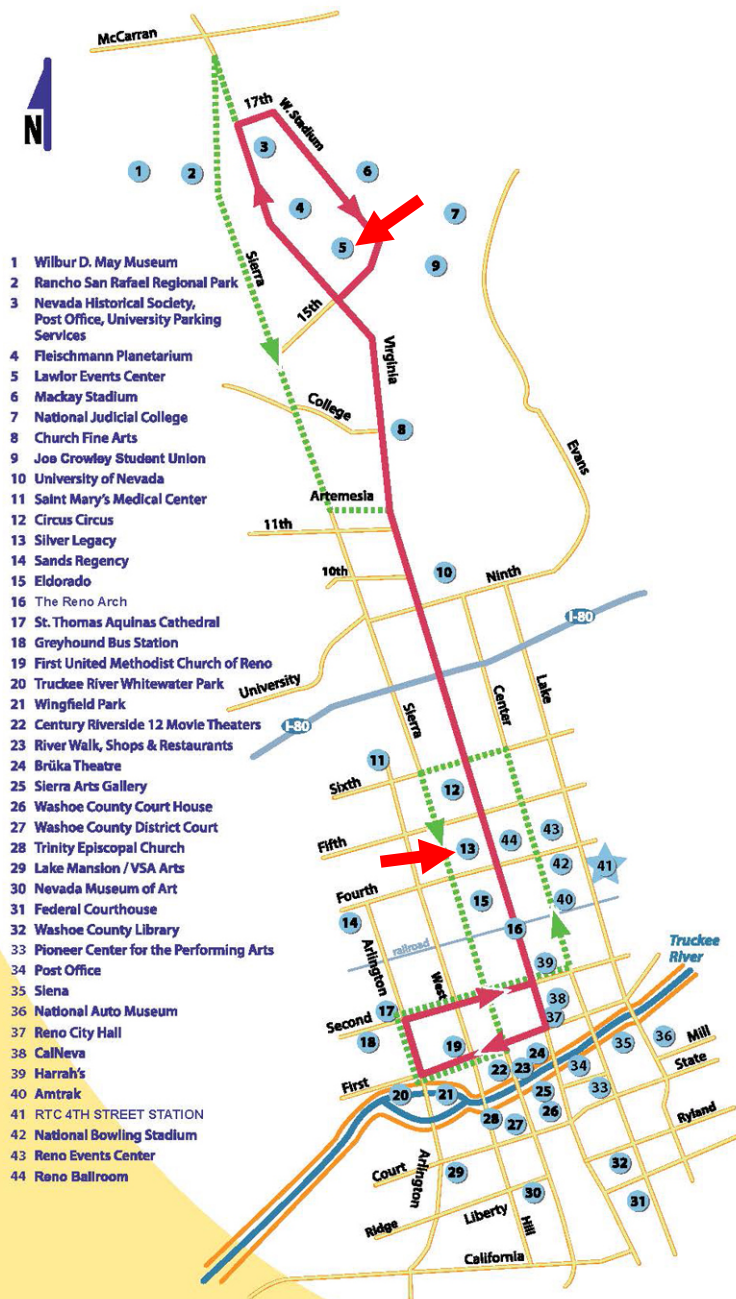 McCarran
17th
W. Stadium
N
3
1
2
6
4
7
5
9
Sierra
15th
Virginia
College
8
Evans
Artemesia
11th
10th
10
Ninth
I-80
University
Center
Lake
I-80
Sierra
11
Sixth
12
Fifth
13
44
43
42
41
Fourth
15
40
14
16
railroad
Arlington
West
39
Truckee
River
17
38
Second
37
18
19
24
35
36
Mill
State
22
23
34
First
20
21
25
33
Ryland
28
27
26
Court
Arlington
29
32
30
31
Liberty
Hill
Ridge
California
1 Wilbur D. May Museum
2 Rancho San Rafael Regional Park
3 Nevada Historical Society,
Post Office, University Parking
Services
4 Fleischmann Planetarium
5 Lawlor Events Center
6 Mackay Stadium
7 National Judicial College
8 Church Fine Arts
9 Joe Crowley Student Union
10 University of Nevada
11 Saint Mary's Medical Center
12 Circus Circus
13 Silver Legacy
14 Sands Regency
15 Eldorado
16 The Reno Arch
17 St. Thomas Aquinas Cathedral
18 Greyhound Bus Station
19 First United Methodist Church of Reno
20 Truckee River Whitewater Park
21 Wingfield Park
22 Century Riverside 12 Movie Theaters
23 River Walk, Shops & Restaurants
24 Brüka Theatre
25 Sierra Arts Gallery
26 Washoe County Court House
27 Washoe County District Court
28 Trinity Episcopal Church
29 Lake Mansion / VSA Arts
30 Nevada Museum of Art
31 Federal Courthouse
32 Washoe County Library
33 Pioneer Center for the Performing Arts
34 Post Office
35 Siena
36 National Auto Museum
37 Reno City Hall
38 CalNeva
39 Harrah's
40 Amtrak
41 RTC 4TH STREET STATION
42 National Bowling Stadium
43 Reno Events Center
44 Reno Ballroom